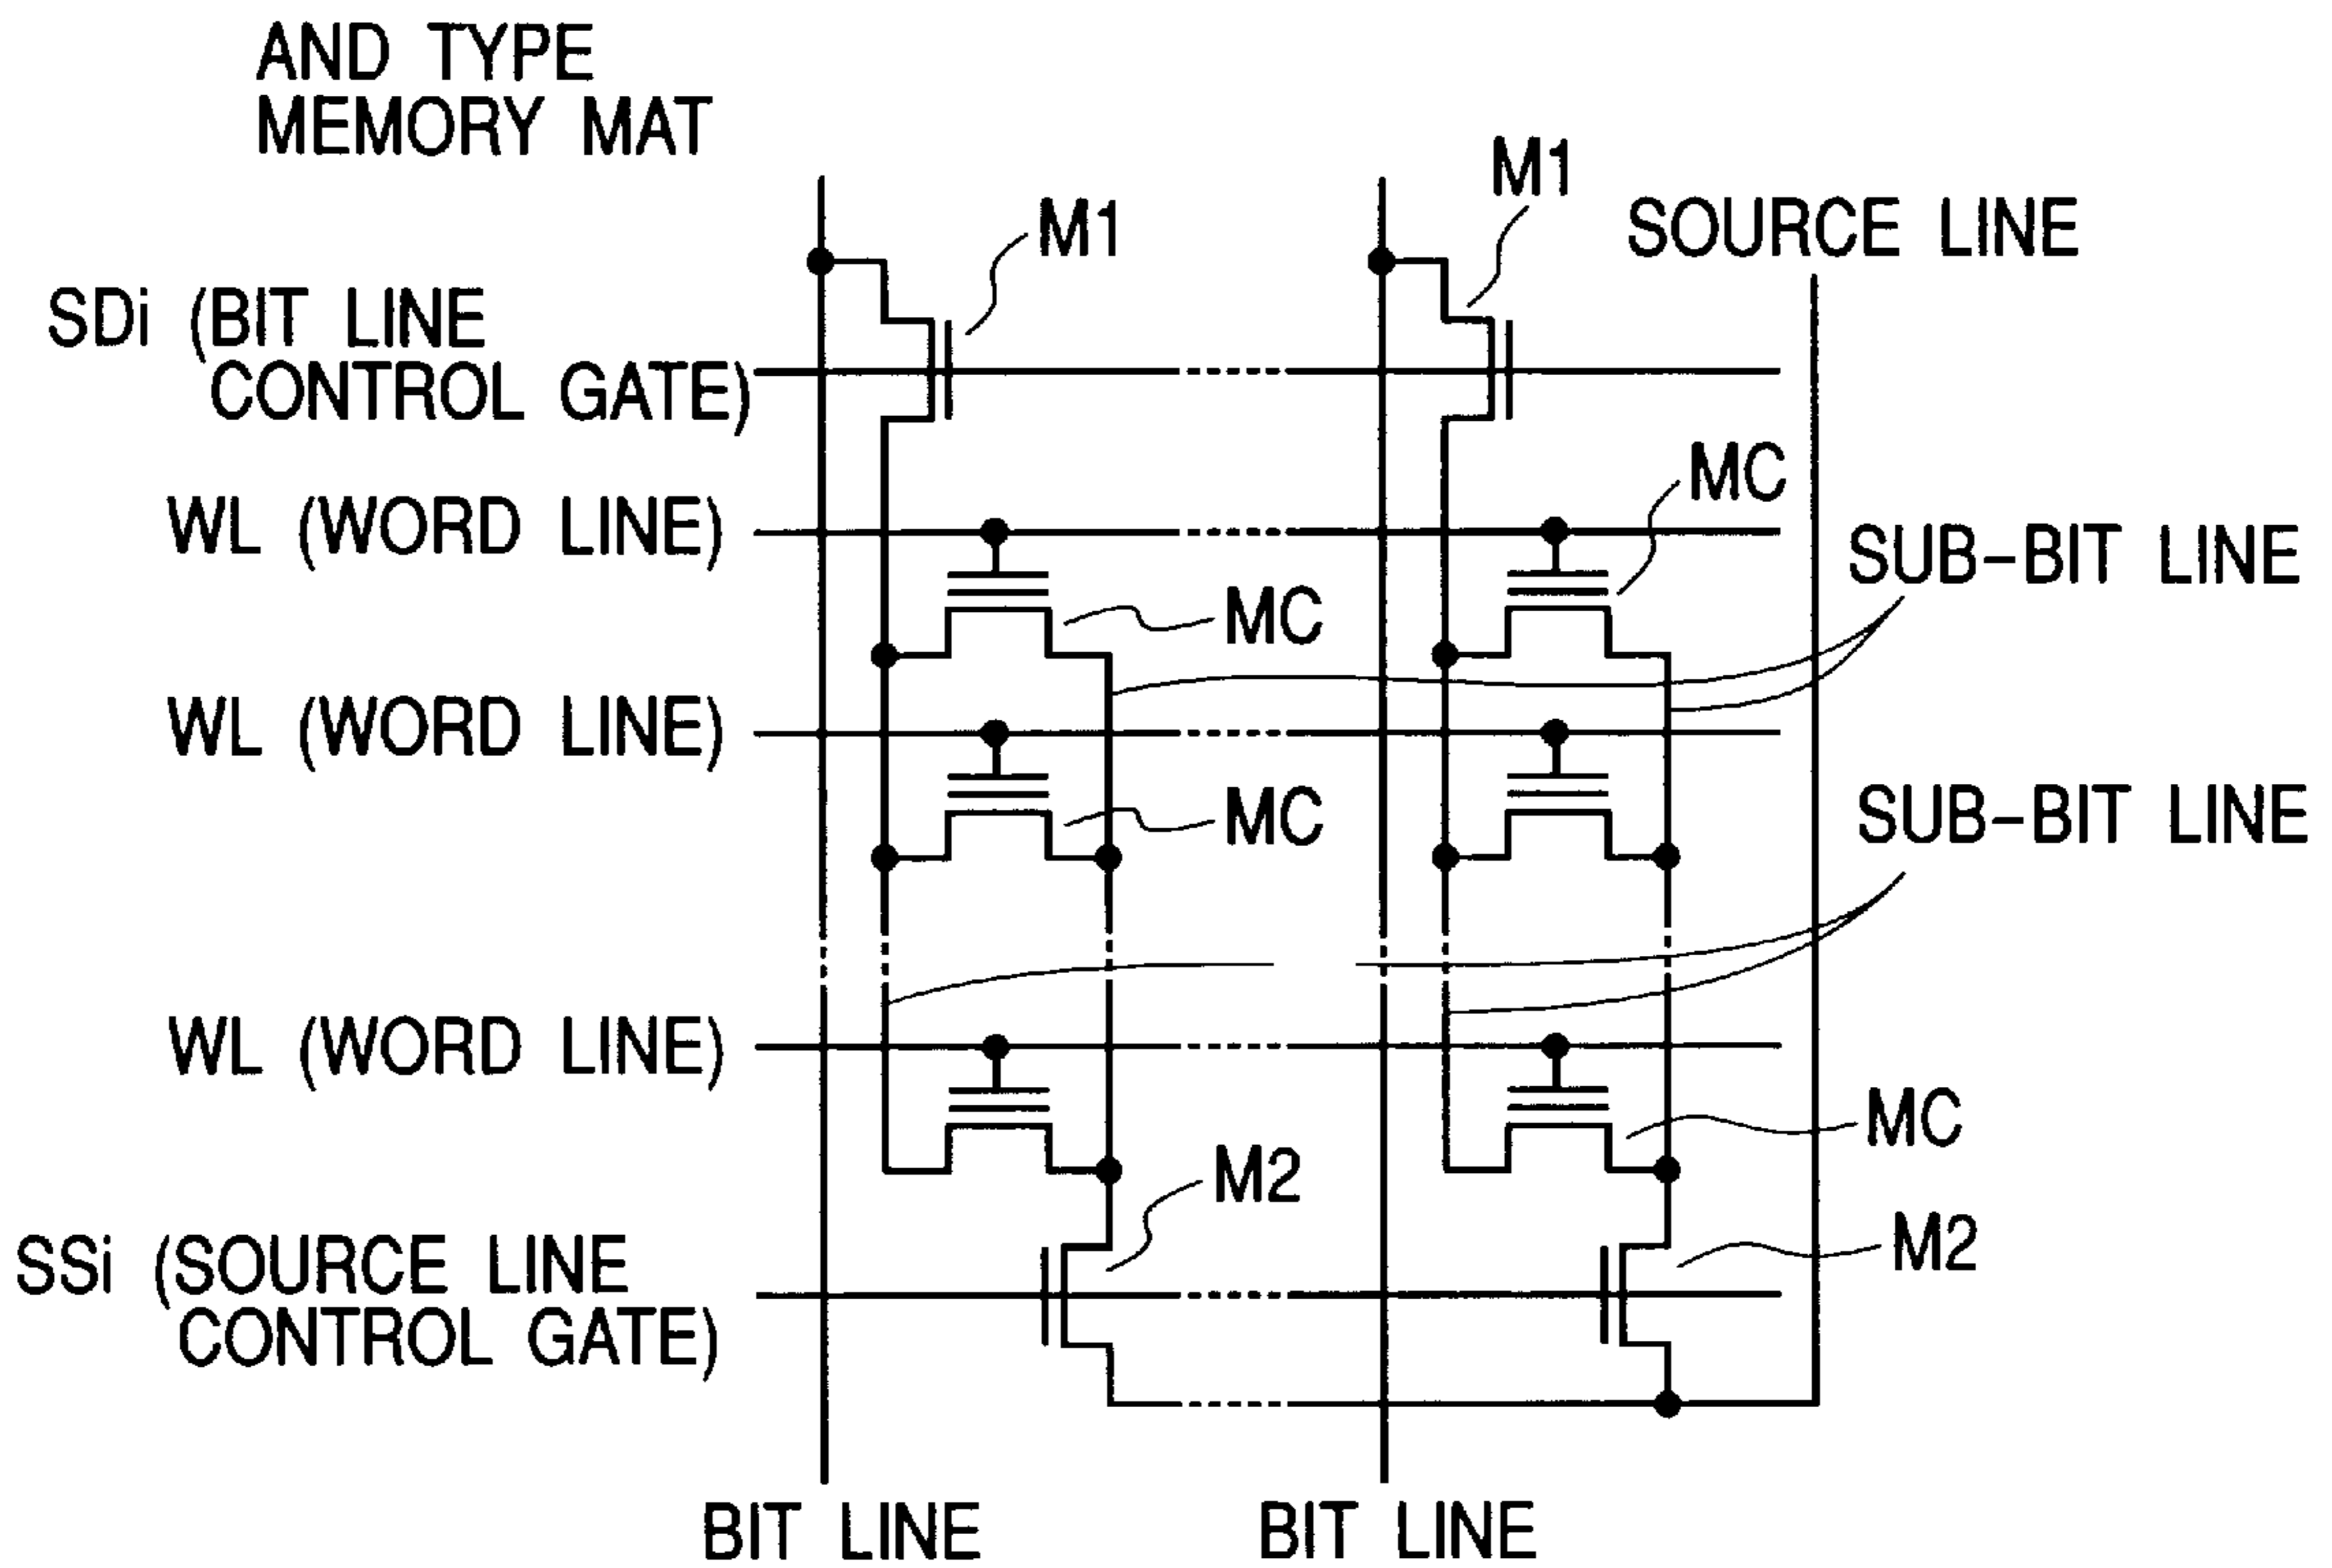 AND TYPE
MEMORY MAT
M1
M1
SOURCE LINE
SDi (BIT LINE
CONTROL GATE)
MC
WL (WORD LINE)
SUB-BIT LINE
MC
WL (WORD LINE)
MC
SUB-BIT LINE
WL (WORD LINE)
MC
M2
M2
SSi (SOURCE LINE
CONTROL GATE)
BIT LINE
BIT LINE